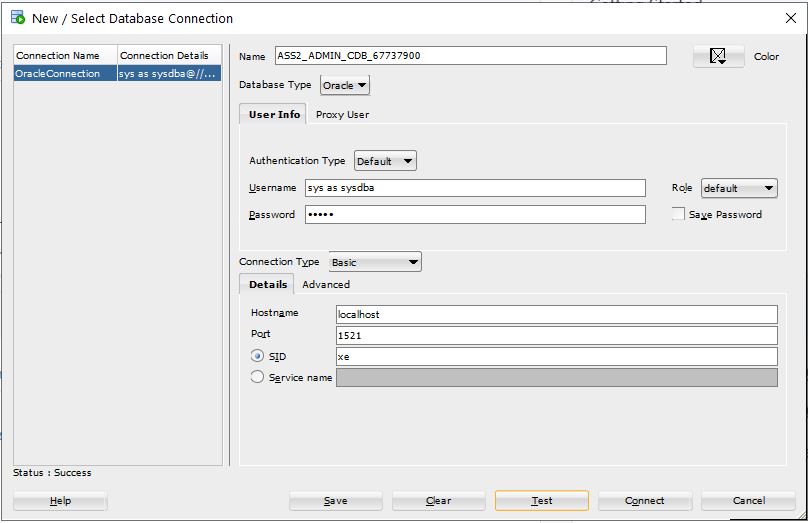 New / Select Database Connection
Connection Name Connection Details
OracleConnection sys as sysdba@//...
Name ASS2_ADMIN_CDB_67737900 Color
Database Type Oracle
User Info Proxy User
Authentication Type Default
Username sys as sysdba Role default
Password ••••• Save Password
Connection Type Basic
Details Advanced
Hostname localhost
Port 1521
SID xe
Service name
Status : Success
Help Save Clear Test Connect Cancel